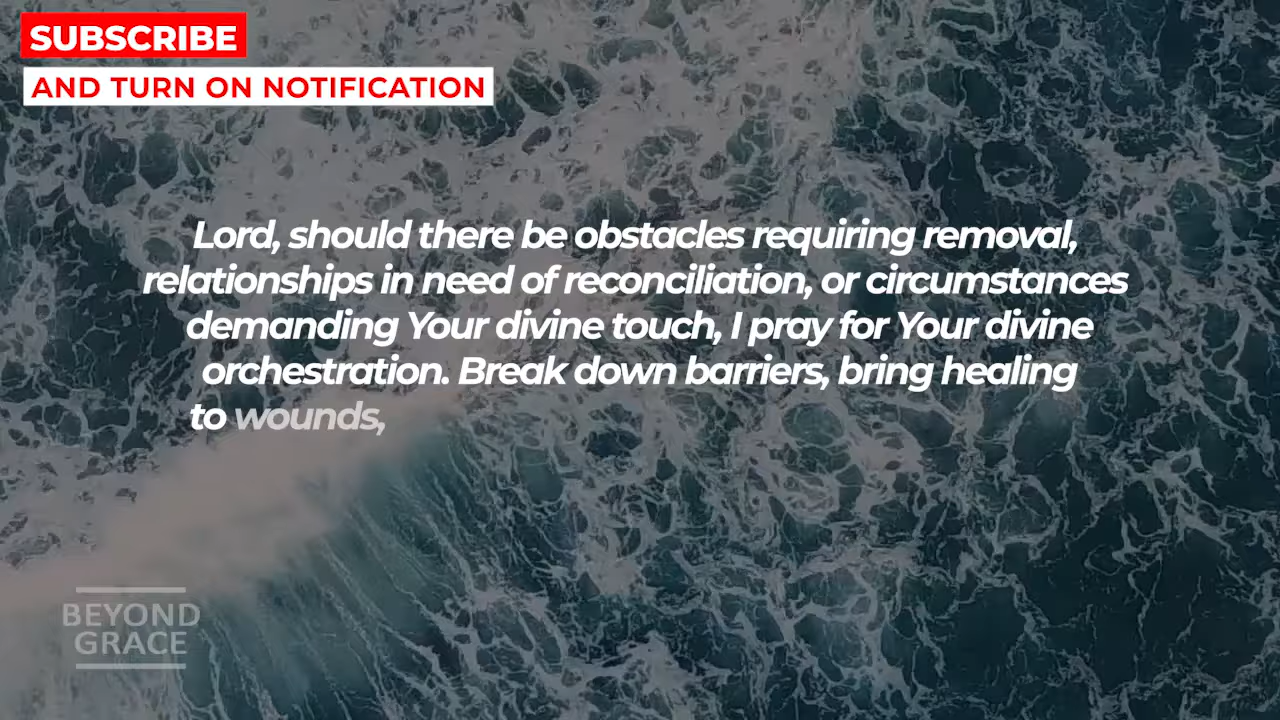 SUBSCRIBE
AND TURN ON NOTIFICATION
Lord, should there be obstacles requiring removal,
relationships in need of reconciliation, or circumstances
demanding Your divine touch, I pray for Your divine
orchestration. Break down barriers, bring healing
to wounds,
BEYOND
GRACE